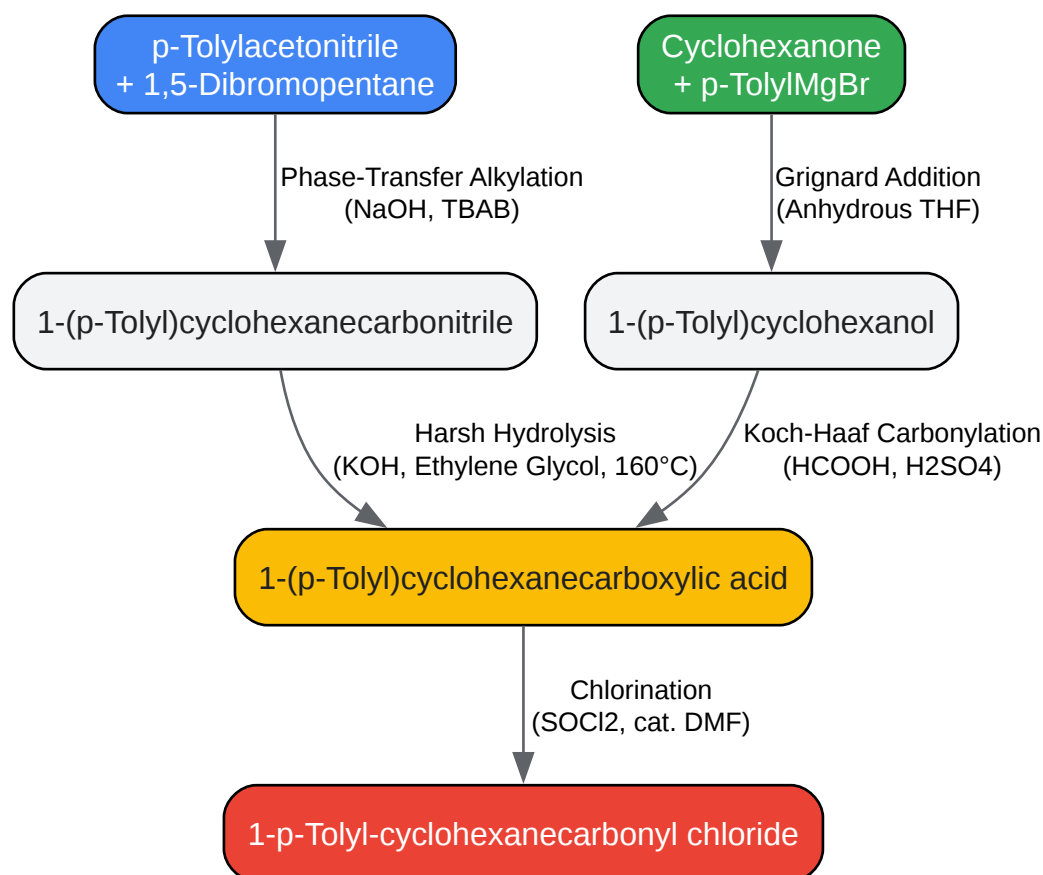 p-Tolylacetonitrile
+ 1,5-Dibromopentane
Cyclohexanone
+ p-TolylMgBr
Phase-Transfer Alkylation
(NaOH, TBAB)
Grignard Addition
(Anhydrous THF)
1-(p-Tolyl)cyclohexanecarbonitrile
1-(p-Tolyl)cyclohexanol
Harsh Hydrolysis
(KOH, Ethylene Glycol, 160°C)
Koch-Haaf Carbonylation
(HCOOH, H2SO4)
1-(p-Tolyl)cyclohexanecarboxylic acid
Chlorination
(SOCl2, cat. DMF)
1-p-Tolyl-cyclohexanecarbonyl chloride